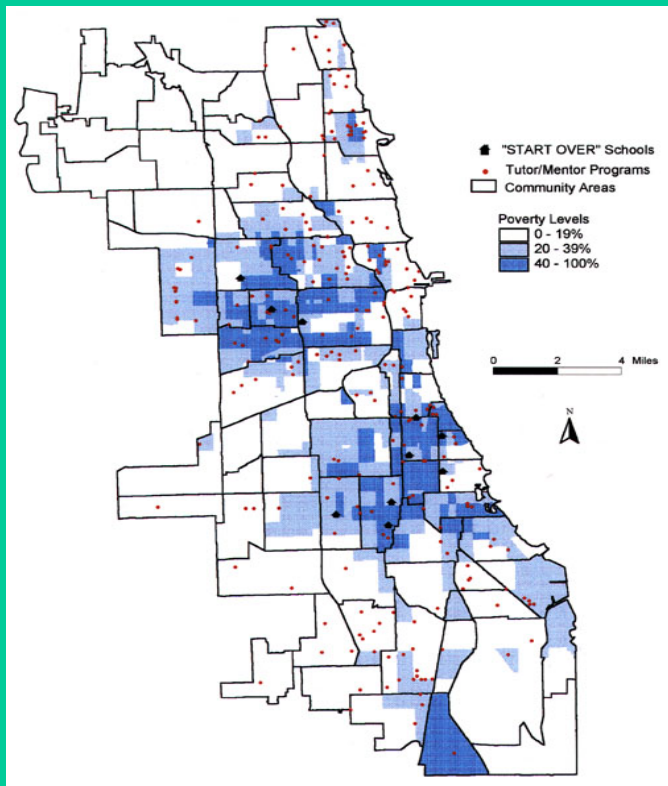 "START OVER" Schools
Tutor/Mentor Programs
Community Areas
Poverty Levels
0 - 19%
20 - 39%
40 - 100%
0 2 4 Miles
N